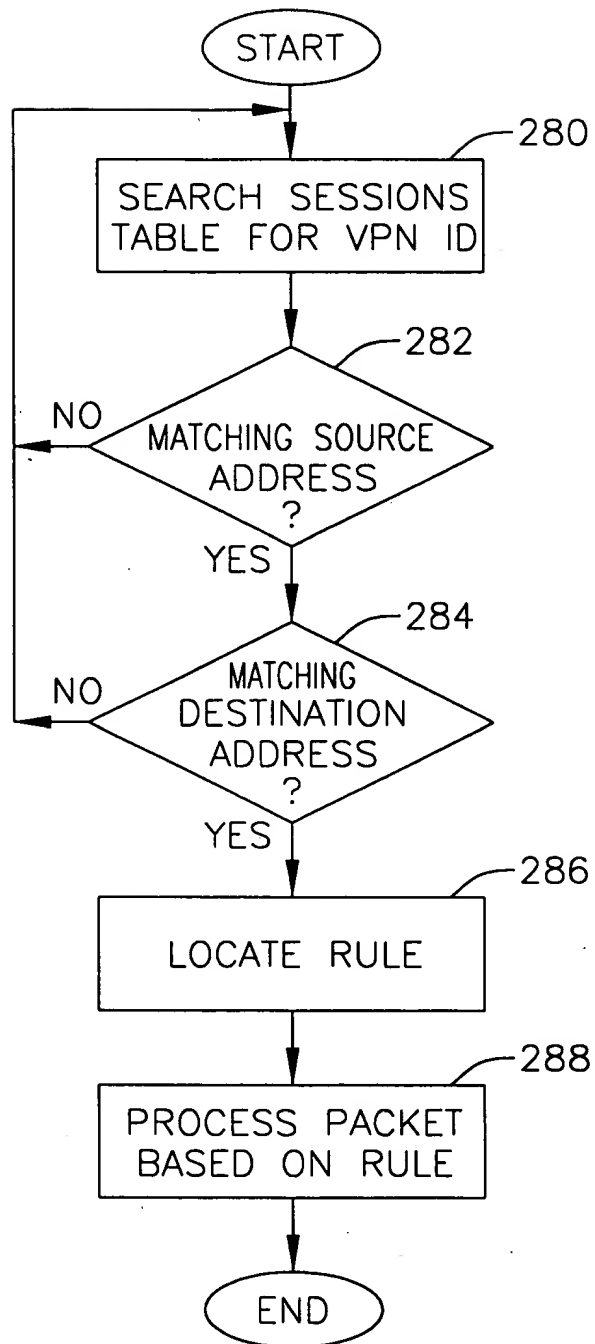 START
280
SEARCH SESSIONS
TABLE FOR VPN ID
282
NO
MATCHING SOURCE
ADDRESS
?
YES
284
NO
MATCHING
DESTINATION
ADDRESS
?
YES
286
LOCATE RULE
288
PROCESS PACKET
BASED ON RULE
END